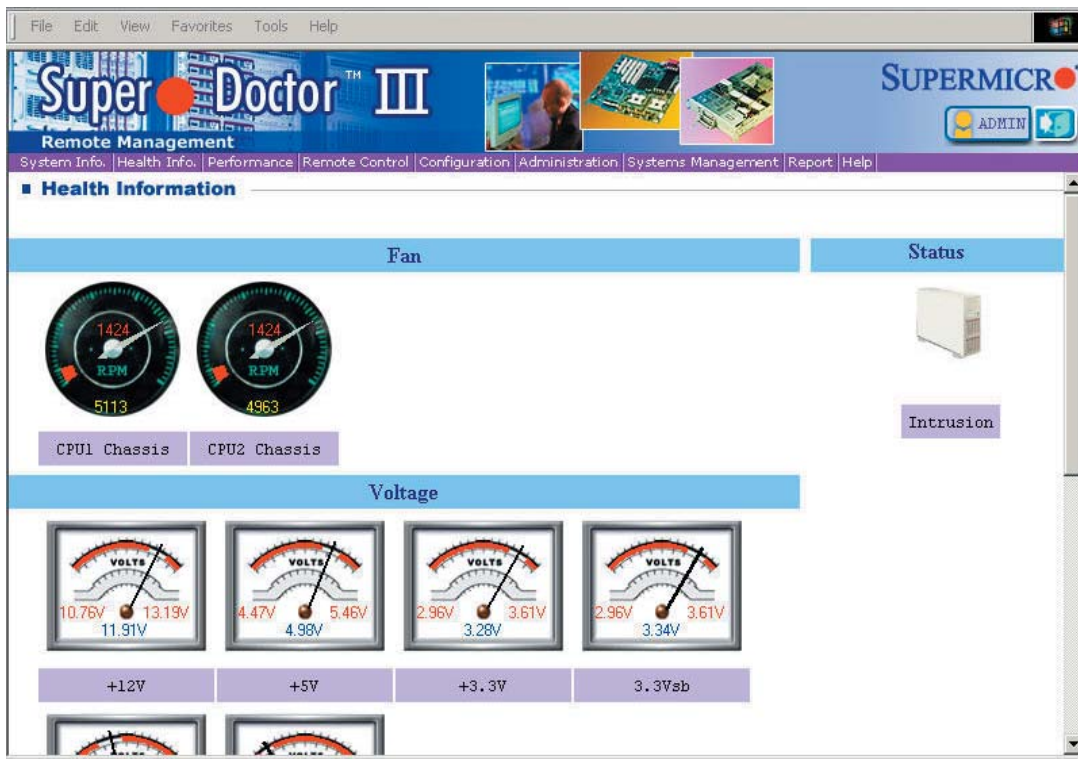 File Edit View Favorites Tools Help
Super Doctor™ III
Remote Management
SUPERMICRO
ADMIN
System Info. | Health Info. | Performance | Remote Control | Configuration | Administration | Systems Management | Report | Help
Health Information
Fan
Status
1424 1424
RPM RPM
5113 4963
CPU1 Chassis CPU2 Chassis
Intrusion
Voltage
VOLTS VOLTS VOLTS VOLTS
10.76V 13.19V 4.47V 5.46V 2.96V 3.61V 2.96V 3.61V
11.91V 4.98V 3.28V 3.34V
+12V +5V +3.3V 3.3Vsb